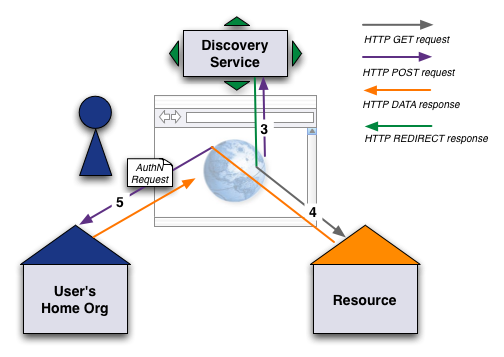 Discovery
Service
HTTP GET request
HTTP POST request
HTTP DATA response
HTTP REDIRECT response
3
AuthN
Request
5
4
User's
Home Org
Resource